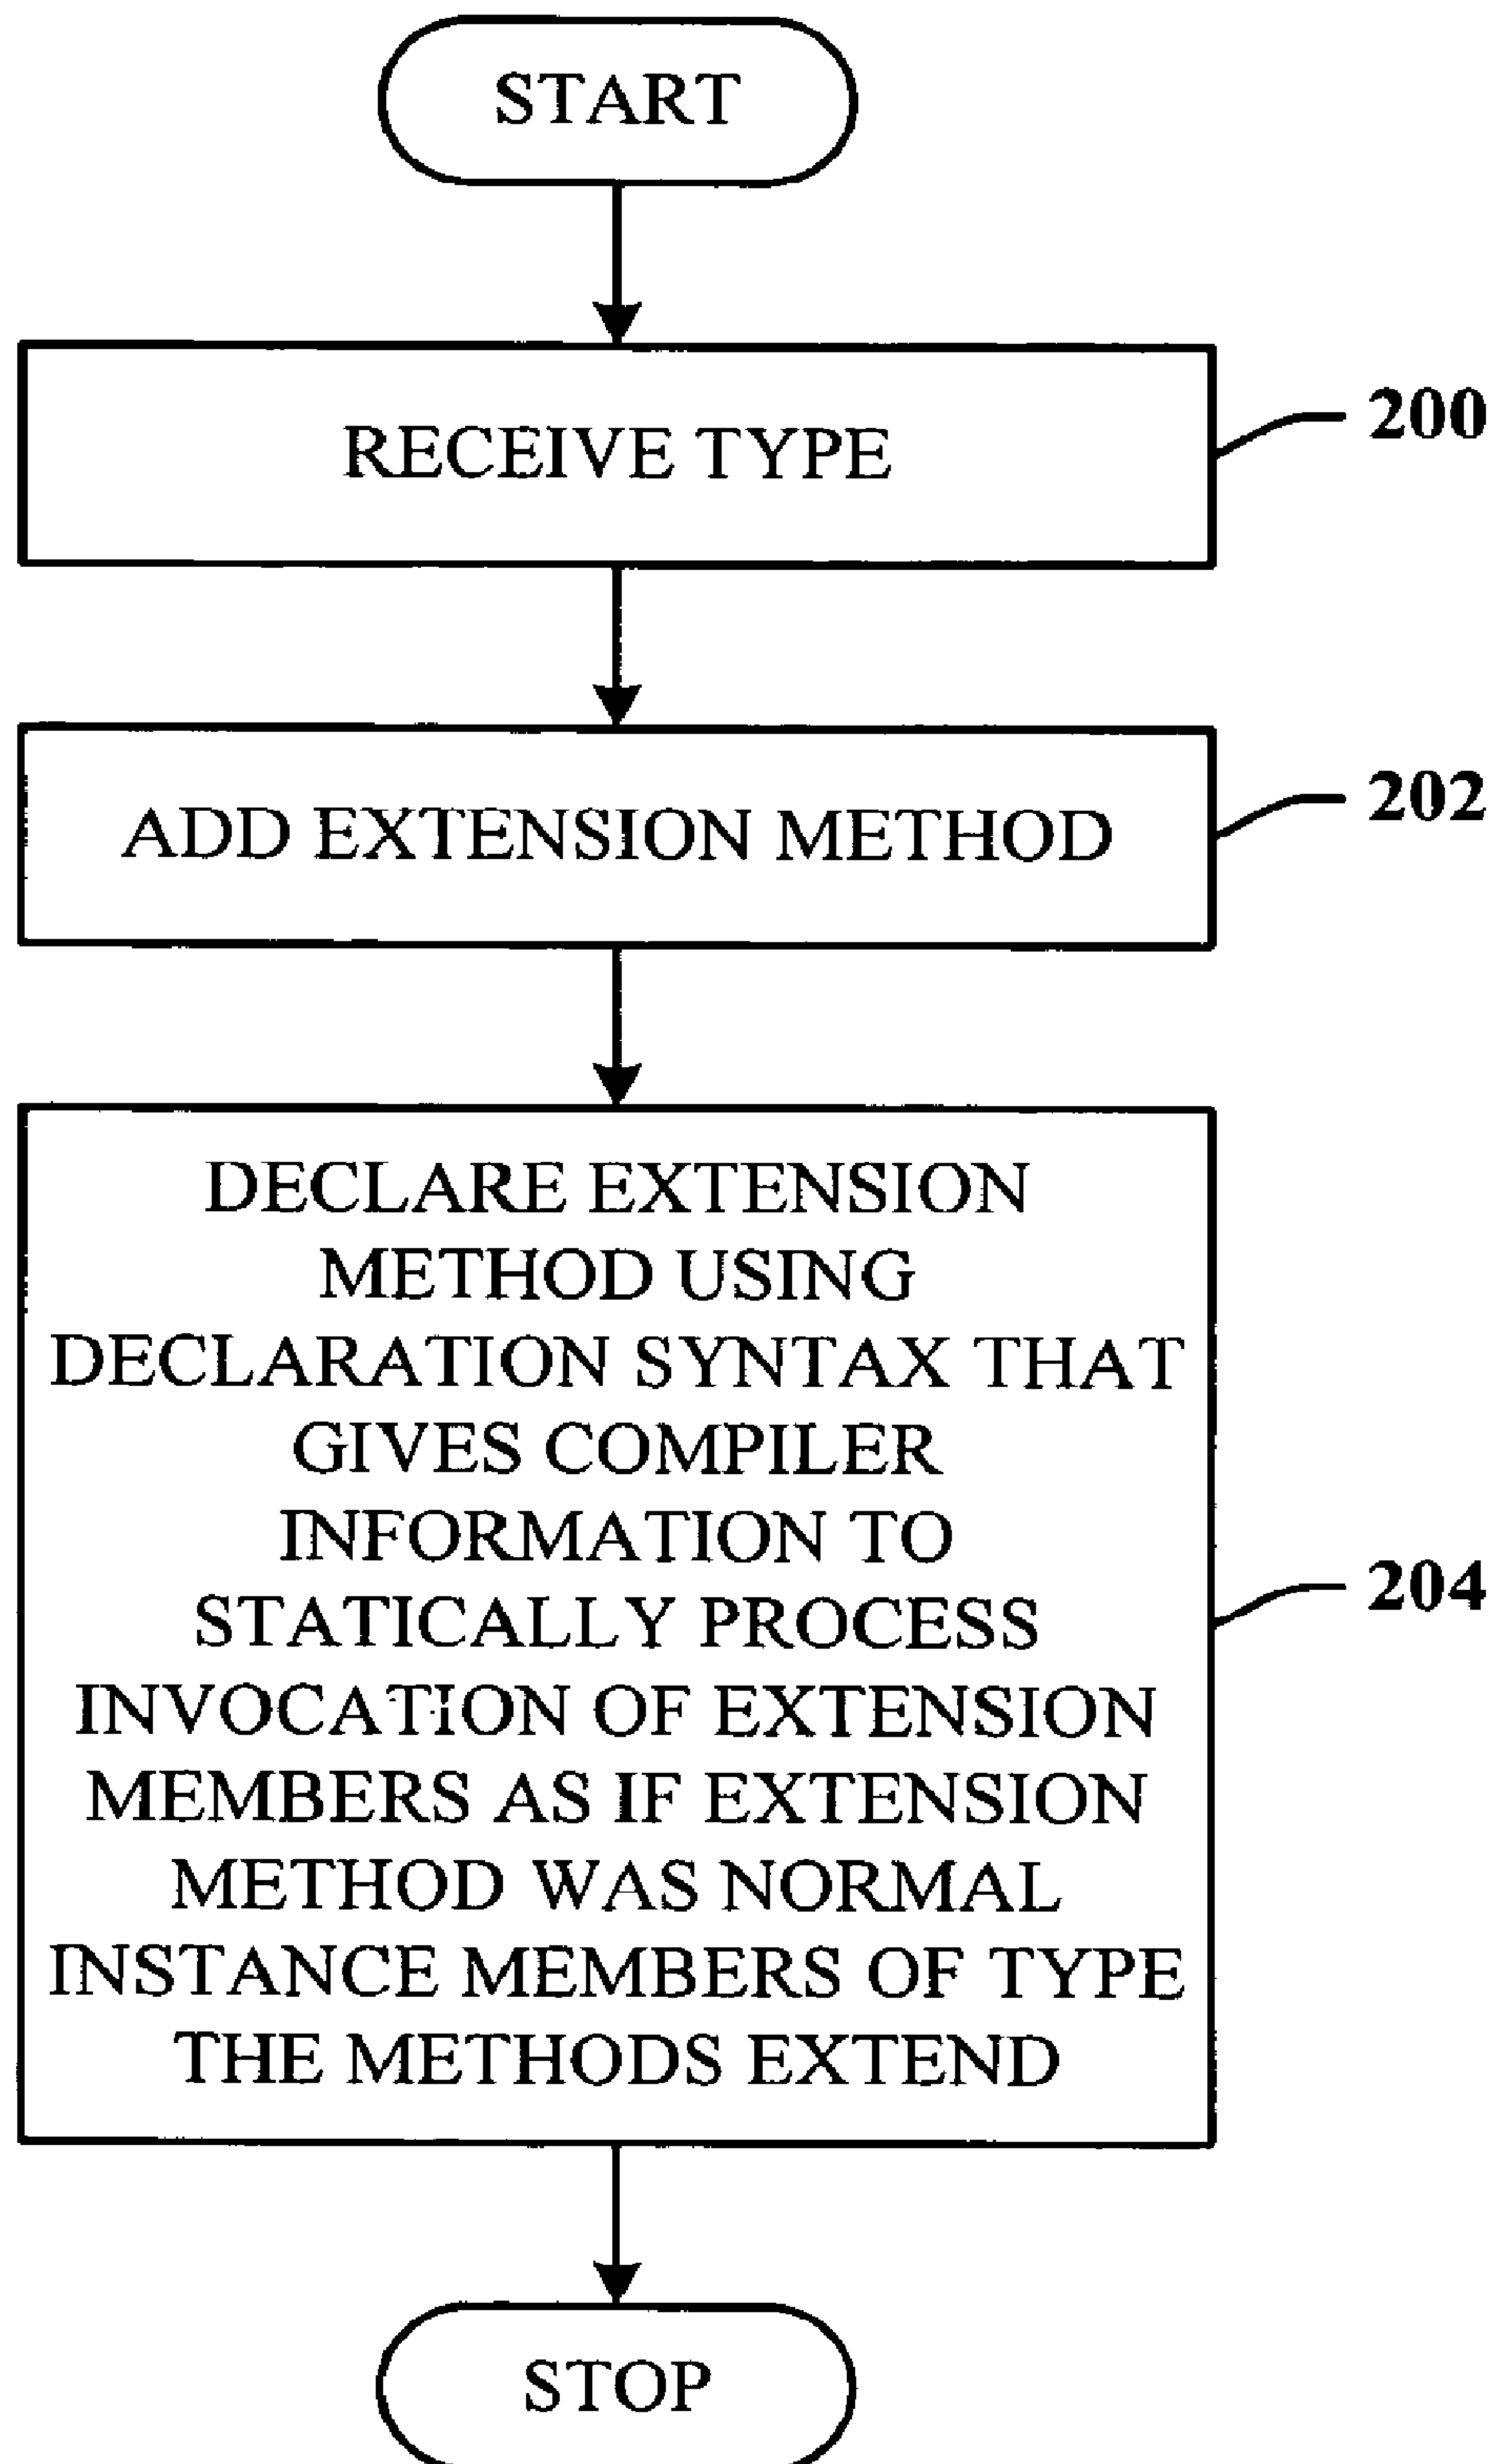 START
RECEIVE TYPE
200
ADD EXTENSION METHOD
202
DECLARE EXTENSION
METHOD USING
DECLARATION SYNTAX THAT
GIVES COMPILER
INFORMATION TO
STATICALLY PROCESS
INVOCATION OF EXTENSION
MEMBERS AS IF EXTENSION
METHOD WAS NORMAL
INSTANCE MEMBERS OF TYPE
THE METHODS EXTEND
204
STOP